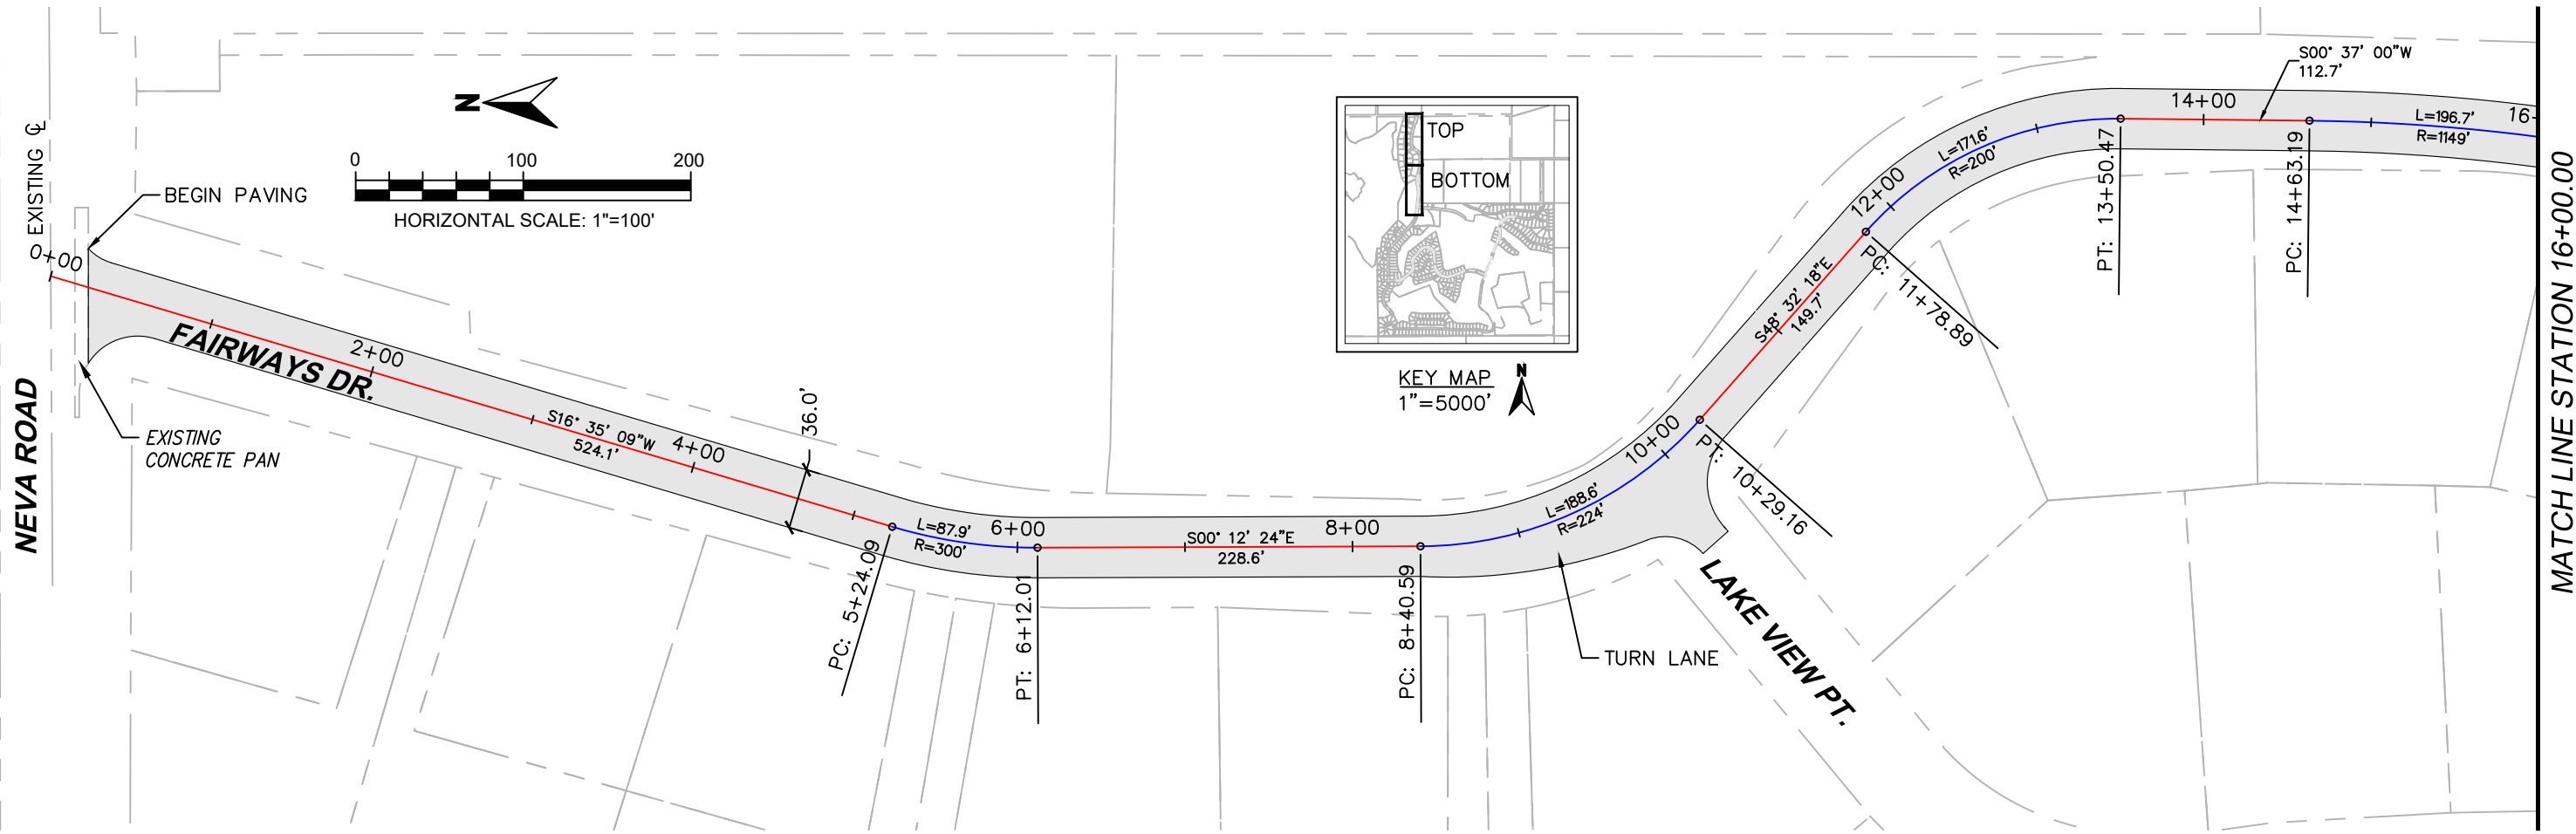 EXISTING ℄
0+00
NEVA ROAD
BEGIN PAVING
EXISTING
CONCRETE PAN
N
0 100 200
HORIZONTAL SCALE: 1"=100'
FAIRWAYS DR.
2+00
S16° 35' 09"W
524.1'
4+00
36.0'
PC: 5+24.09
L=87.9'
R=300'
6+00
PT: 6+12.01
S00° 12' 24"E
228.6'
8+00
PC: 8+40.59
L=188.6'
R=224'
TURN LANE
10+00
PT: 10+29.16
LAKE VIEW PT.
TOP
BOTTOM
KEY MAP
1"=5000'
N
S48° 32' 18"E
149.7'
PC: 11+78.89
12+00
L=171.6'
R=200'
PT: 13+50.47
14+00
S00° 37' 00"W
112.7'
PC: 14+63.19
L=196.7'
R=1149'
16-
MATCH LINE STATION 16+000.00